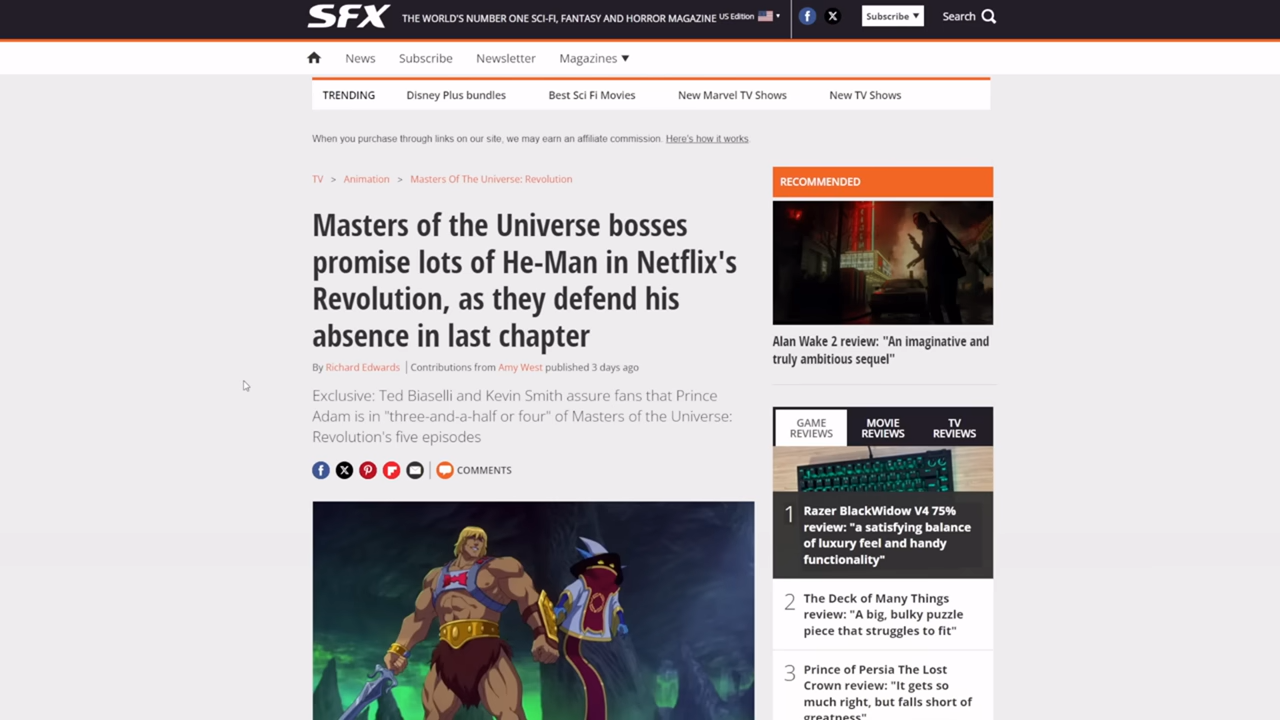 SFX
THE WORLD'S NUMBER ONE SCI-FI, FANTASY AND HORROR MAGAZINE
US Edition
Subscribe ▼
Search
News
Subscribe
Newsletter
Magazines ▼
TRENDING
Disney Plus bundles
Best Sci Fi Movies
New Marvel TV Shows
New TV Shows
When you purchase through links on our site, we may earn an affiliate commission. Here's how it works.
TV > Animation > Masters Of The Universe: Revolution
Masters of the Universe bosses
promise lots of He-Man in Netflix's
Revolution, as they defend his
absence in last chapter
By Richard Edwards | Contributions from Amy West published 3 days ago
Exclusive: Ted Biaselli and Kevin Smith assure fans that Prince
Adam is in "three-and-a-half or four" of Masters of the Universe:
Revolution's five episodes
COMMENTS
RECOMMENDED
Alan Wake 2 review: "An imaginative and
truly ambitious sequel"
GAME
REVIEWS
MOVIE
REVIEWS
TV
REVIEWS
1
Razer BlackWidow V4 75%
review: "a satisfying balance
of luxury feel and handy
functionality"
2
The Deck of Many Things
review: "A big, bulky puzzle
piece that struggles to fit"
3
Prince of Persia The Lost
Crown review: "It gets so
much right, but falls short of
greatness"